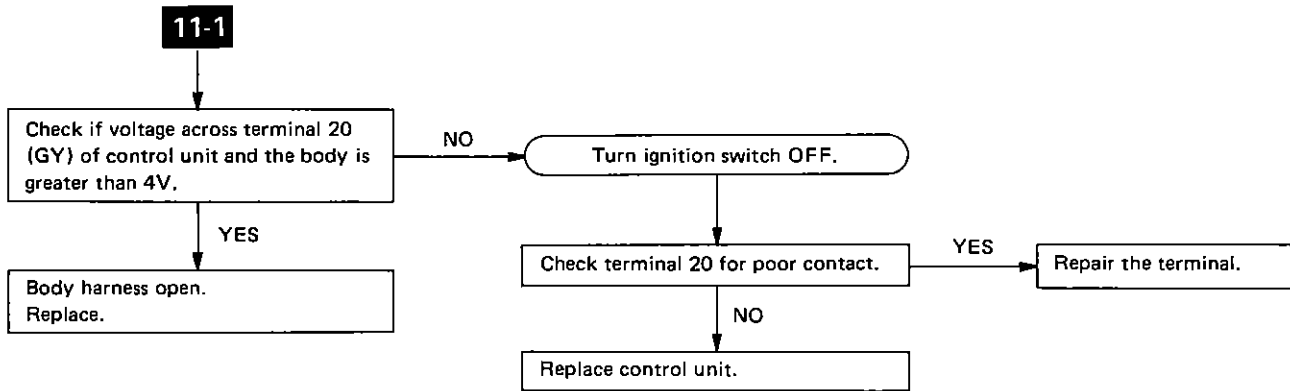 11-1
Check if voltage across terminal 20
(GY) of control unit and the body is
greater than 4V.
NO
Turn ignition switch OFF.
YES
Check terminal 20 for poor contact.
YES
Repair the terminal.
Body harness open.
Replace.
NO
Replace control unit.